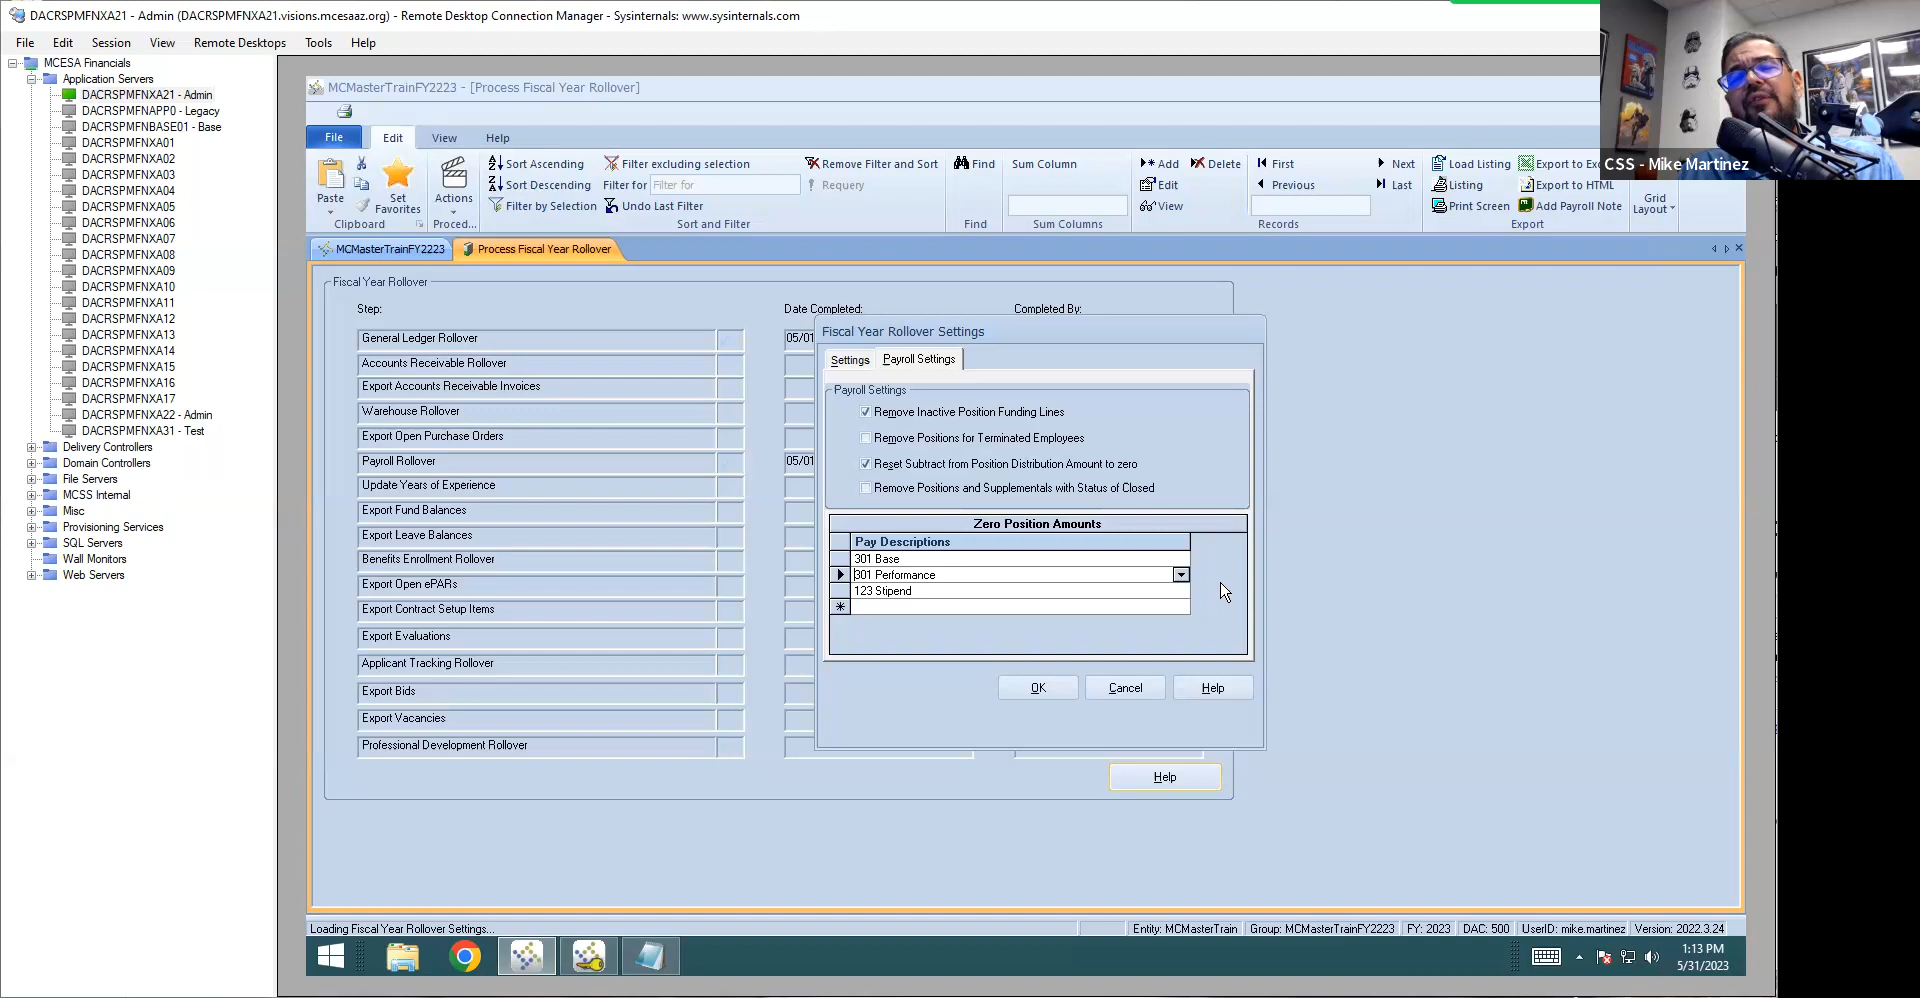 DACRSPMFNXA21 - Admin (DACRSPMFNXA21.visions.mcesaaz.org) - Remote Desktop Connection Manager - Sysinternals: www.sysinternals.com
File Edit Session View Remote Desktops Tools Help
MCESA Financials
Application Servers
DACRSPMFNXA21 - Admin
DACRSPMFNAPP0 - Legacy
DACRSPMFNBASE01 - Base
DACRSPMFNXA01
DACRSPMFNXA02
DACRSPMFNXA03
DACRSPMFNXA04
DACRSPMFNXA05
DACRSPMFNXA06
DACRSPMFNXA07
DACRSPMFNXA08
DACRSPMFNXA09
DACRSPMFNXA10
DACRSPMFNXA11
DACRSPMFNXA12
DACRSPMFNXA13
DACRSPMFNXA14
DACRSPMFNXA15
DACRSPMFNXA16
DACRSPMFNXA17
DACRSPMFNXA22 - Admin
DACRSPMFNXA31 - Test
Delivery Controllers
Domain Controllers
File Servers
MCSS Internal
Misc
Provisioning Services
SQL Servers
Wall Monitors
Web Servers
MCMasterTrainFY2223 - [Process Fiscal Year Rollover]
File Edit View Help
Paste
Clipboard
Set Favorites
Actions
Proced...
Sort Ascending Filter excluding selection Remove Filter and Sort
Sort Descending Filter for Filter for Requery
Filter by Selection Undo Last Filter
Sort and Filter
Find
Find
Sum Column
Sum Columns
Add Delete First Next
Edit Previous Last
View
Records
Load Listing Export to Ex
Listing Export to HTML
Print Screen Add Payroll Note
Export
Grid Layout
CSS - Mike Martinez
MCMasterTrainFY2223 Process Fiscal Year Rollover
Fiscal Year Rollover
Step: Date Completed: Completed By:
General Ledger Rollover 05/01
Accounts Receivable Rollover
Export Accounts Receivable Invoices
Warehouse Rollover
Export Open Purchase Orders
Payroll Rollover 05/01
Update Years of Experience
Export Fund Balances
Export Leave Balances
Benefits Enrollment Rollover
Export Open ePARs
Export Contract Setup Items
Export Evaluations
Applicant Tracking Rollover
Export Bids
Export Vacancies
Professional Development Rollover
Help
Fiscal Year Rollover Settings
Settings Payroll Settings
Payroll Settings
Remove Inactive Position Funding Lines
Remove Positions for Terminated Employees
Reset Subtract from Position Distribution Amount to zero
Remove Positions and Supplementals with Status of Closed
Zero Position Amounts
Pay Descriptions
301 Base
301 Performance
123 Stipend
OK Cancel Help
Loading Fiscal Year Rollover Settings... Entity: MCMasterTrain Group: MCMasterTrainFY2223 FY: 2023 DAC: 500 UserID: mike.martinez Version: 2022.3.24
1:13 PM
5/31/2023